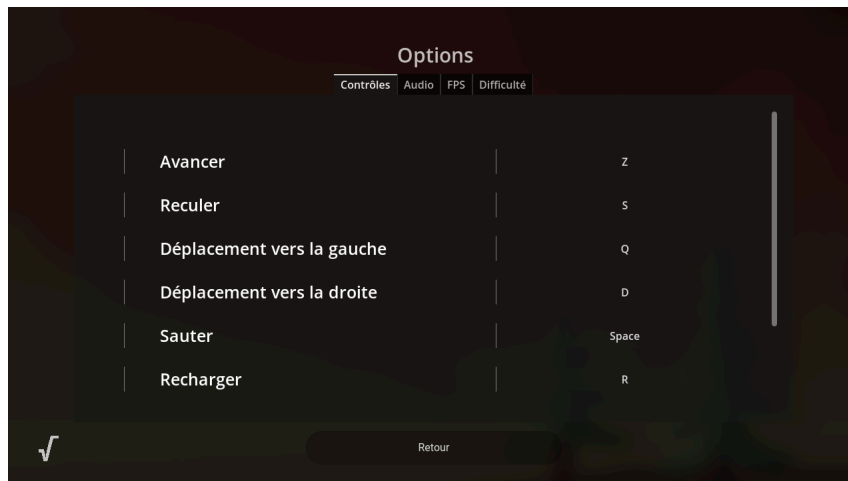 Options
Contrôles Audio FPS Difficulté
Avancer Z
Reculer S
Déplacement vers la gauche Q
Déplacement vers la droite D
Sauter Space
Recharger R
√
Retour